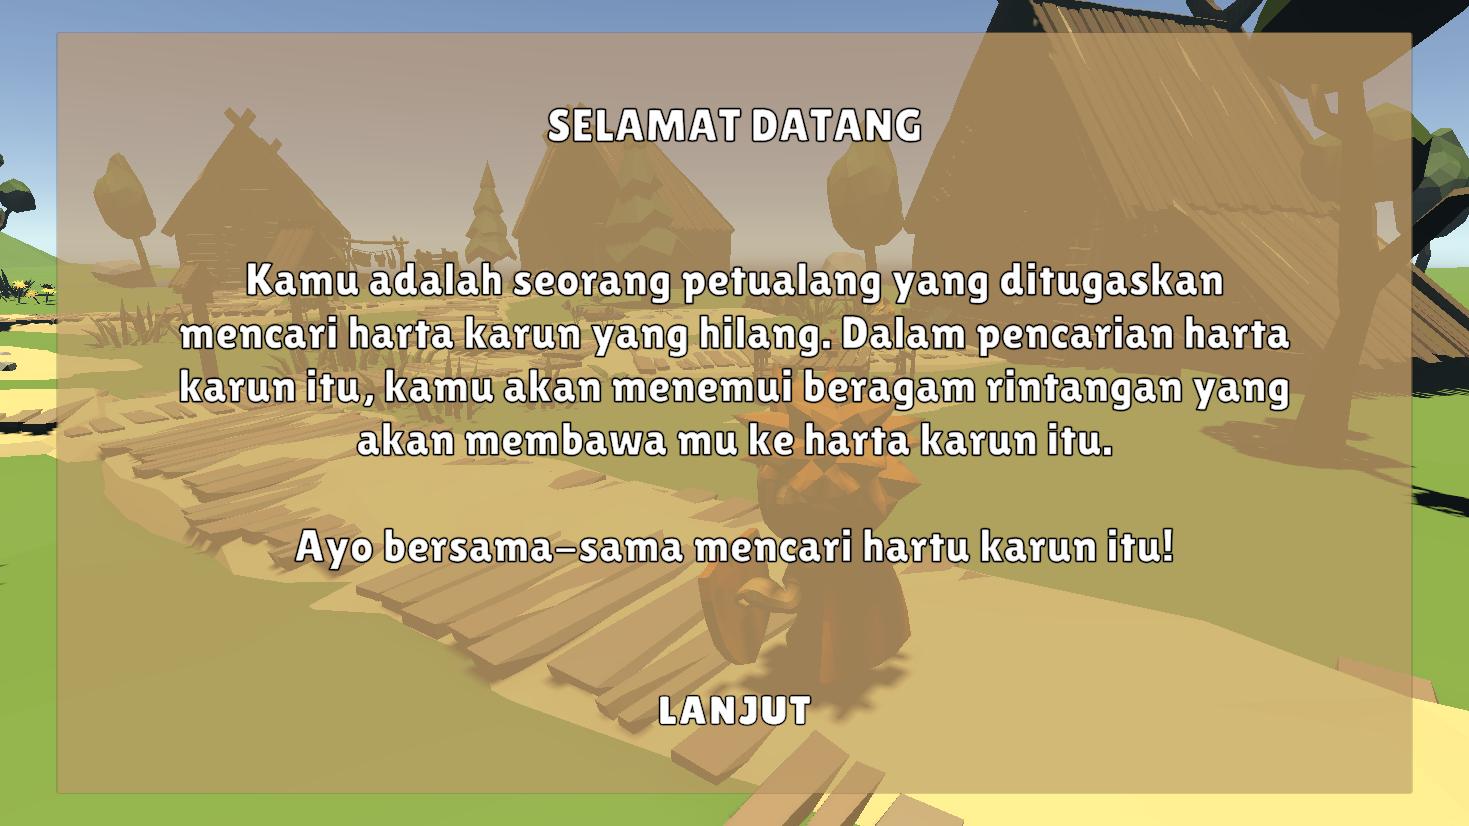 SELAMAT DATANG
Kamu adalah seorang petualang yang ditugaskan
mencari harta karun yang hilang. Dalam pencarian harta
karun itu, kamu akan menemui beragam rintangan yang
akan membawa mu ke harta karun itu.
Ayo bersama-sama mencari hartu karun itu!
LANJUT